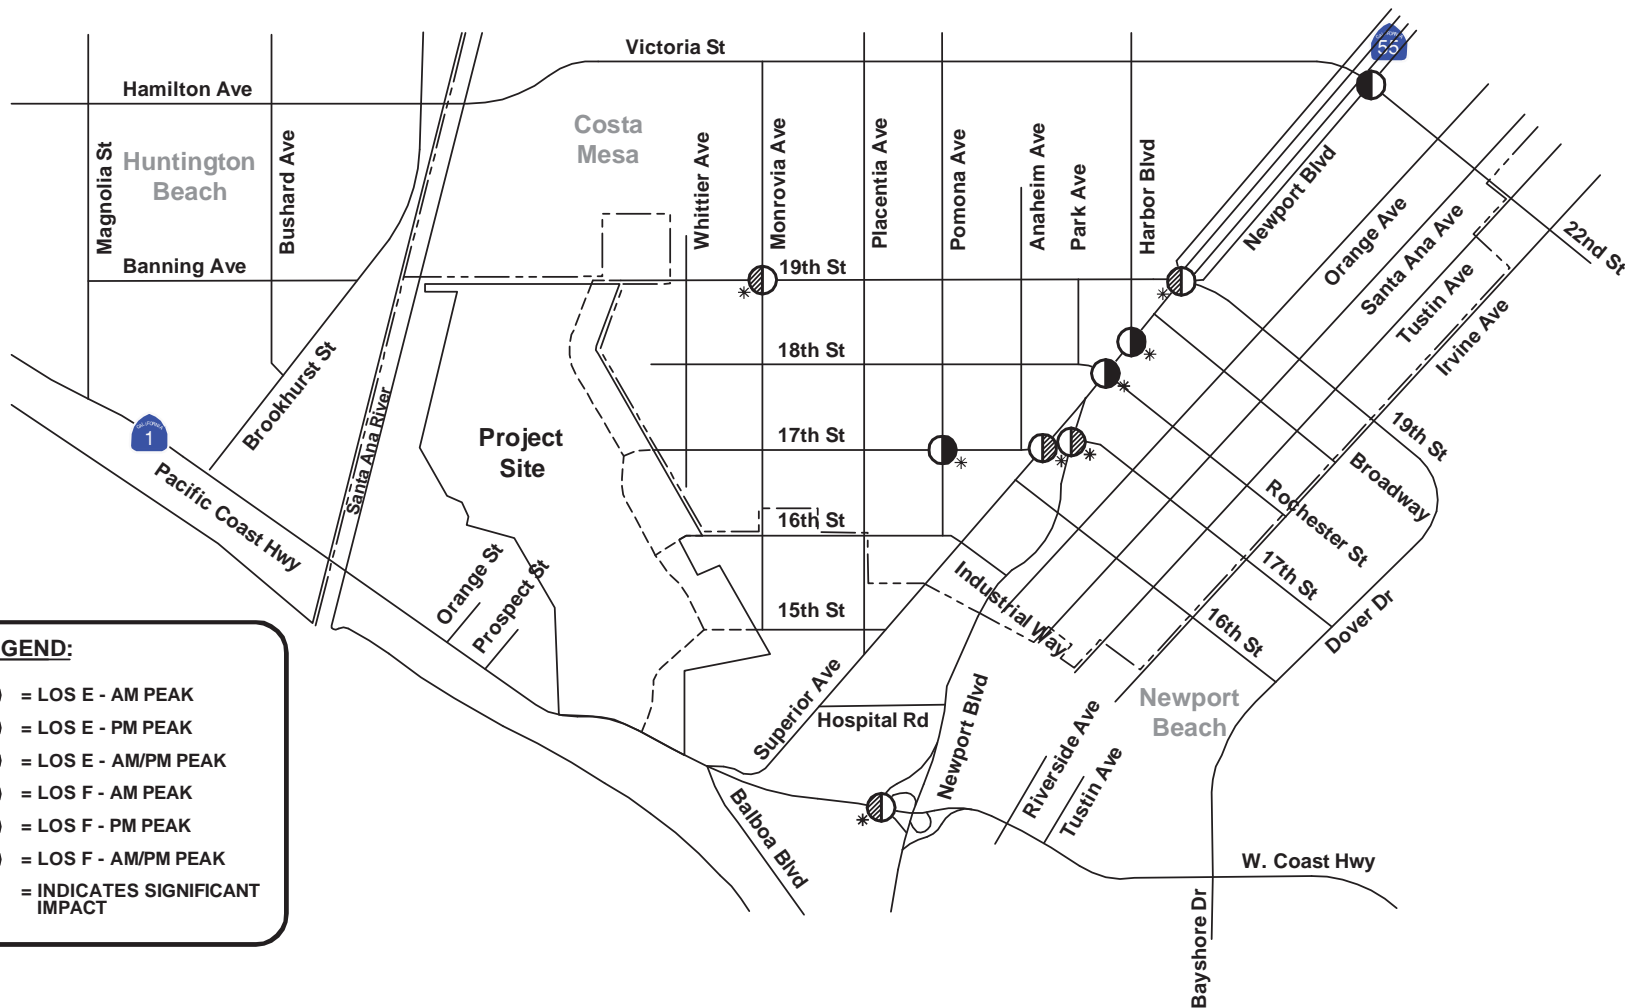 Victoria St
CALIFORNIA
55
Hamilton Ave
Costa
Mesa
Huntington
Beach
Magnolia St
Bushard Ave
Whittier Ave
Monrovia Ave
Placentia Ave
Pomona Ave
Anaheim Ave
Park Ave
Harbor Blvd
Newport Blvd
Orange Ave
Santa Ana Ave
Tustin Ave
Irvine Ave
22nd St
Banning Ave
19th St
*
*
18th St
*
*
Brookhurst St
Santa Ana River
CALIFORNIA
1
Pacific Coast Hwy
Project
Site
17th St
*
*
*
19th St
Broadway
Rochester St
17th St
16th St
Dover Dr
16th St
Orange St
Prospect St
15th St
Industrial Way
Superior Ave
Hospital Rd
Newport Blvd
Newport
Beach
Riverside Ave
Tustin Ave
*
Balboa Blvd
W. Coast Hwy
Bayshore Dr
GEND:
= LOS E - AM PEAK
= LOS E - PM PEAK
= LOS E - AM/PM PEAK
= LOS F - AM PEAK
= LOS F - PM PEAK
= LOS F - AM/PM PEAK
= INDICATES SIGNIFICANT
IMPACT